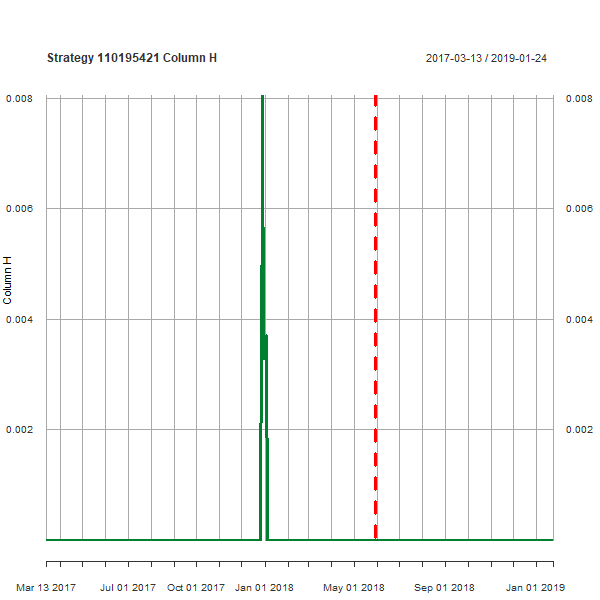 Strategy 110195421 Column H
2017-03-13 / 2019-01-24
0.008
0.008
0.006
0.006
0.004
0.004
0.002
0.002
Column H
Mar 13 2017
Jul 01 2017
Oct 01 2017
Jan 01 2018
May 01 2018
Sep 01 2018
Jan 01 2019